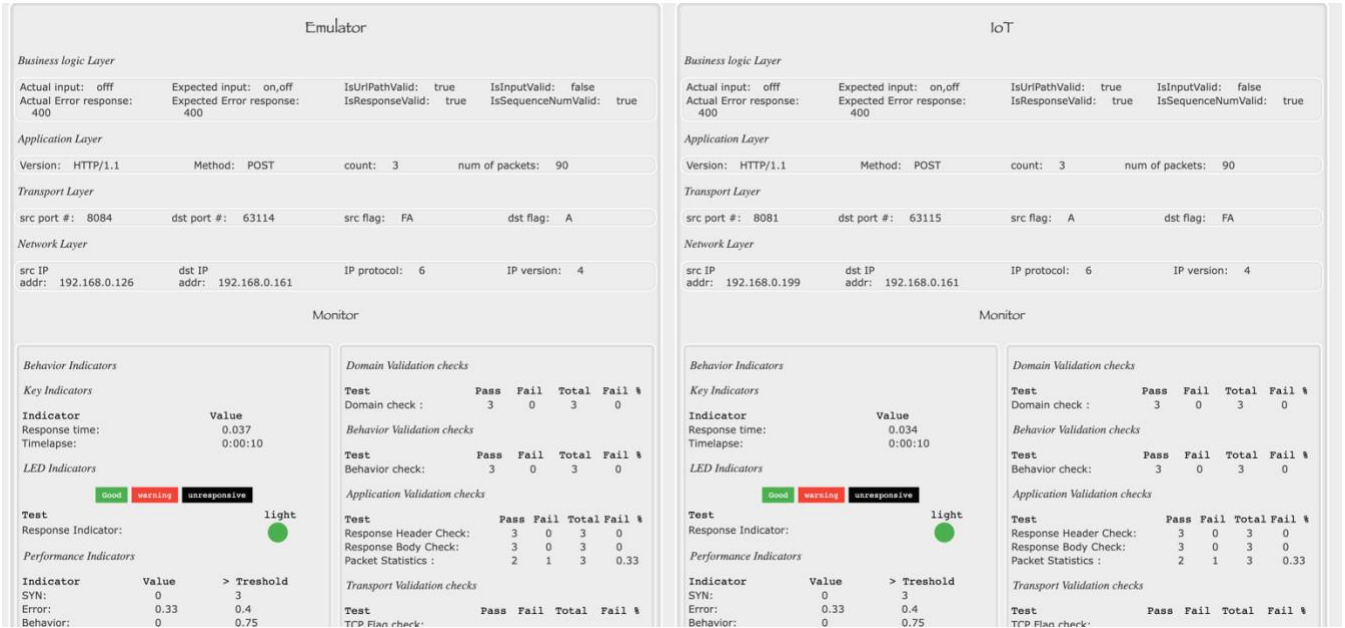 Emulator
Business logic Layer
Actual input: offf Expected input: on,off IsUrlPathValid: true IsInputValid: false
Actual Error response: Expected Error response: IsResponseValid: true IsSequenceNumValid: true
400 400
Application Layer
Version: HTTP/1.1 Method: POST count: 3 num of packets: 90
Transport Layer
src port #: 8084 dst port #: 63114 src flag: FA dst flag: A
Network Layer
src IP dst IP IP protocol: 6 IP version: 4
addr: 192.168.0.126 addr: 192.168.0.161
Monitor
Behavior Indicators
Key Indicators
Indicator Value
Response time: 0.037
Timelapse: 0:00:10
LED Indicators
Good warning unresponsive
Test light
Response Indicator:
Performance Indicators
Indicator Value > Treshold
SYN: 0 3
Error: 0.33 0.4
Behavior: 0 0.75
Domain Validation checks
Test Pass Fail Total Fail %
Domain check : 3 0 3 0
Behavior Validation checks
Test Pass Fail Total Fail %
Behavior check: 3 0 3 0
Application Validation checks
Test Pass Fail Total Fail %
Response Header Check: 3 0 3 0
Response Body Check: 3 0 3 0
Packet Statistics : 2 1 3 0.33
Transport Validation checks
Test Pass Fail Total Fail %
TCP Flag check:
IoT
Business logic Layer
Actual input: offf Expected input: on,off IsUrlPathValid: true IsInputValid: false
Actual Error response: Expected Error response: IsResponseValid: true IsSequenceNumValid: true
400 400
Application Layer
Version: HTTP/1.1 Method: POST count: 3 num of packets: 90
Transport Layer
src port #: 8081 dst port #: 63115 src flag: A dst flag: FA
Network Layer
src IP dst IP IP protocol: 6 IP version: 4
addr: 192.168.0.199 addr: 192.168.0.161
Monitor
Behavior Indicators
Key Indicators
Indicator Value
Response time: 0.034
Timelapse: 0:00:10
LED Indicators
Good warning unresponsive
Test light
Response Indicator:
Performance Indicators
Indicator Value > Treshold
SYN: 0 3
Error: 0.33 0.4
Behavior: 0 0.75
Domain Validation checks
Test Pass Fail Total Fail %
Domain check : 3 0 3 0
Behavior Validation checks
Test Pass Fail Total Fail %
Behavior check: 3 0 3 0
Application Validation checks
Test Pass Fail Total Fail %
Response Header Check: 3 0 3 0
Response Body Check: 3 0 3 0
Packet Statistics : 2 1 3 0.33
Transport Validation checks
Test Pass Fail Total Fail %
TCP Flag check: